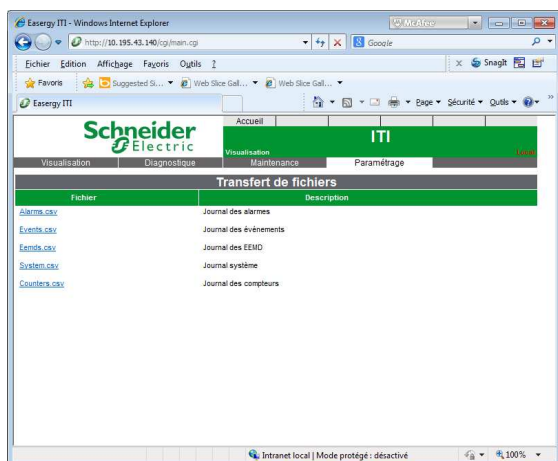 Easergy ITI - Windows Internet Explorer
McAfee
http://10.195.43.140/cgi/main.cgi
Google
Fichier Edition Affichage Favoris Outils ?
x Snagit
Favoris Suggested Si... Web Slice Gall... Web Slice Gall...
Easergy ITI
Page Sécurité Outils
Accueil
Schneider Electric
ITI
Visualisation
Local
Visualisation Diagnostique Maintenance Paramétrage
Transfert de fichiers
Fichier Description
Alarms.csv Journal des alarmes
Events.csv Journal des évènements
Eemds.csv Journal des EEMD
System.csv Journal système
Counters.csv Journal des compteurs
Intranet local | Mode protégé : désactivé
100%